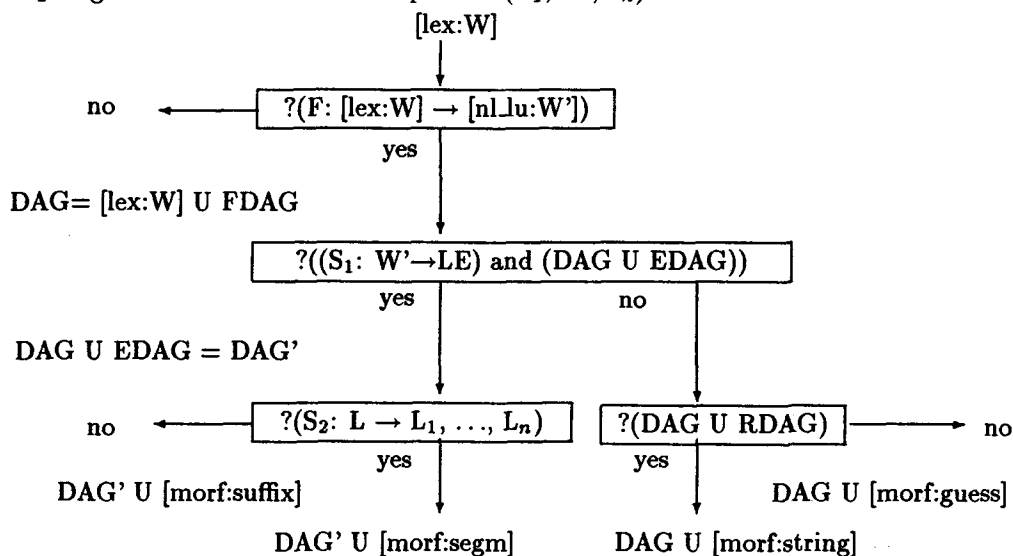 [lex:W]
no ?(F: [lex:W] → [nl_lu:W'])
yes
DAG= [lex:W] U FDAG
?((S₁: W'→LE) and (DAG U EDAG))
yes no
DAG U EDAG = DAG'
no ?(S₂: L → L₁, …, Lₙ) ?(DAG U RDAG) no
yes yes
DAG' U [morf:suffix] DAG U [morf:guess]
DAG' U [morf:segm] DAG U [morf:string]